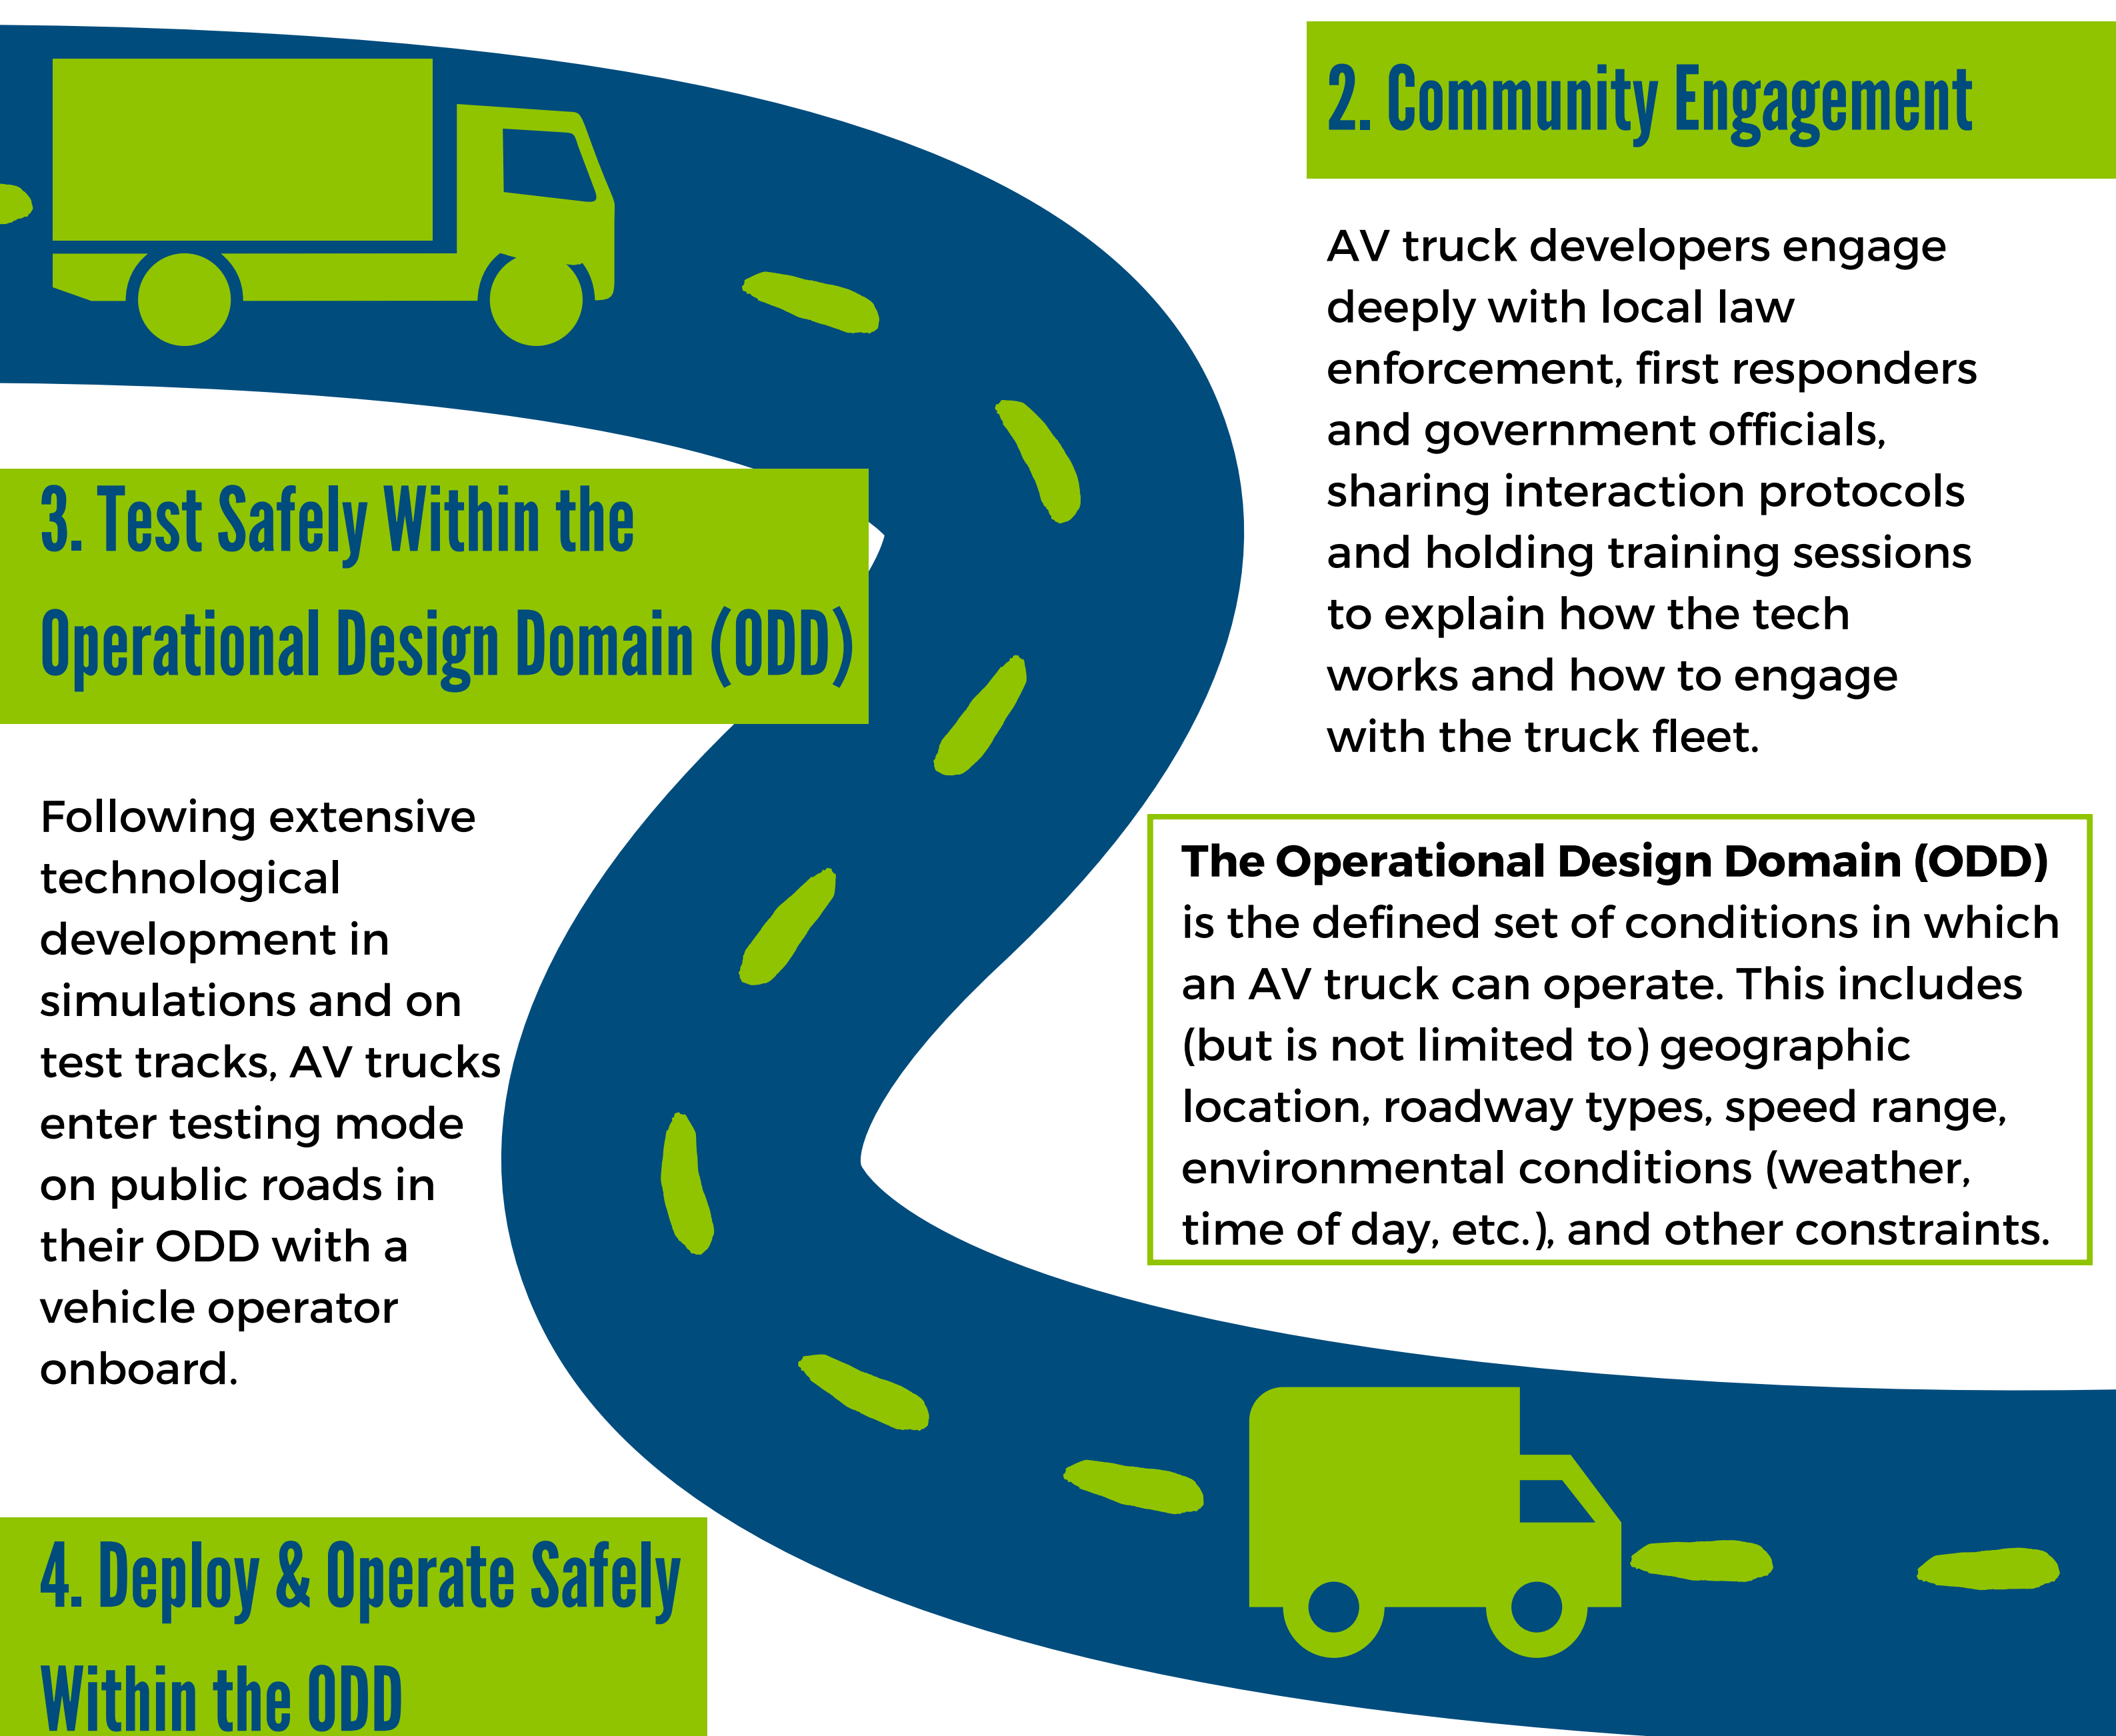 2. Community Engagement
AV truck developers engage
deeply with local law
enforcement, first responders
and government officials,
sharing interaction protocols
and holding training sessions
to explain how the tech
works and how to engage
with the truck fleet.
3. Test Safely Within the
Operational Design Domain (ODD)
Following extensive
technological
development in
simulations and on
test tracks, AV trucks
enter testing mode
on public roads in
their ODD with a
vehicle operator
onboard.
The Operational Design Domain (ODD)
is the defined set of conditions in which
an AV truck can operate. This includes
(but is not limited to) geographic
location, roadway types, speed range,
environmental conditions (weather,
time of day, etc.), and other constraints.
4. Deploy & Operate Safely
Within the ODD